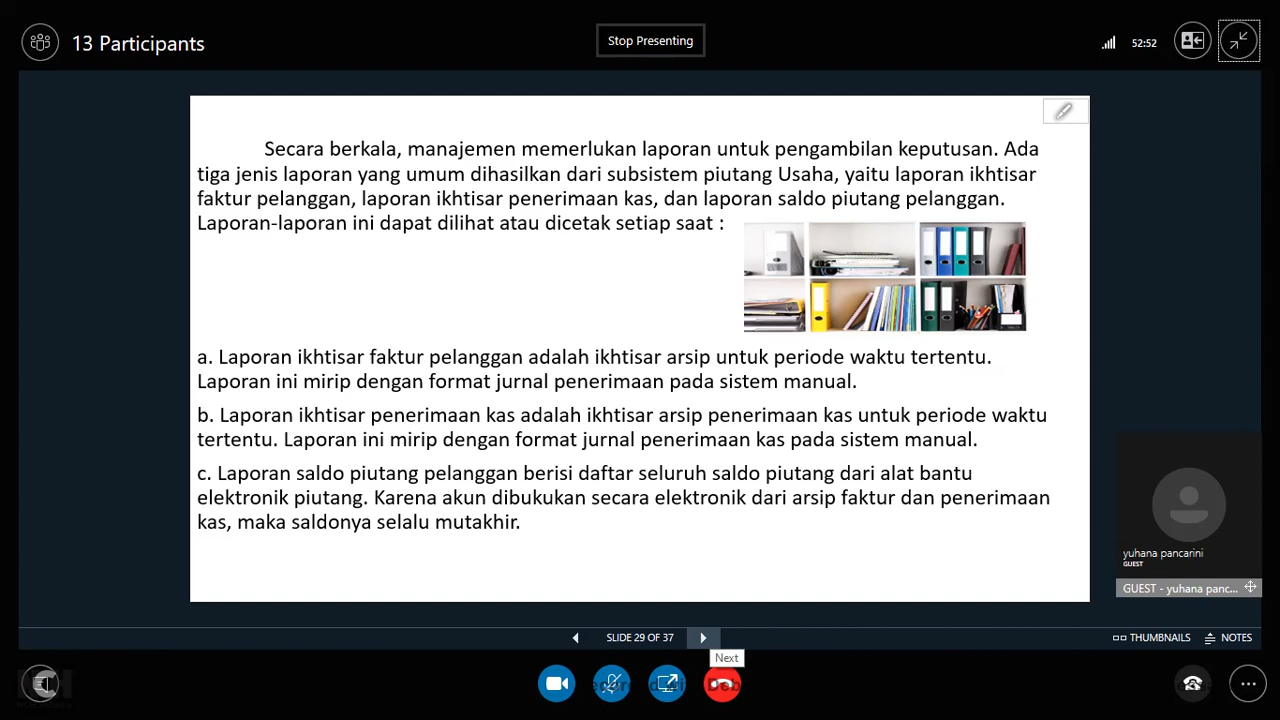 13 Participants
Stop Presenting
52:52
Secara berkala, manajemen memerlukan laporan untuk pengambilan keputusan. Ada
tiga jenis laporan yang umum dihasilkan dari subsistem piutang Usaha, yaitu laporan ikhtisar
faktur pelanggan, laporan ikhtisar penerimaan kas, dan laporan saldo piutang pelanggan.
Laporan-laporan ini dapat dilihat atau dicetak setiap saat :
a. Laporan ikhtisar faktur pelanggan adalah ikhtisar arsip untuk periode waktu tertentu.
Laporan ini mirip dengan format jurnal penerimaan pada sistem manual.
b. Laporan ikhtisar penerimaan kas adalah ikhtisar arsip penerimaan kas untuk periode waktu
tertentu. Laporan ini mirip dengan format jurnal penerimaan kas pada sistem manual.
c. Laporan saldo piutang pelanggan berisi daftar seluruh saldo piutang dari alat bantu
elektronik piutang. Karena akun dibukukan secara elektronik dari arsip faktur dan penerimaan
kas, maka saldonya selalu mutakhir.
yuhana pancarini
GUEST
GUEST - yuhana panc...
SLIDE 29 OF 37
THUMBNAILS
NOTES
Next